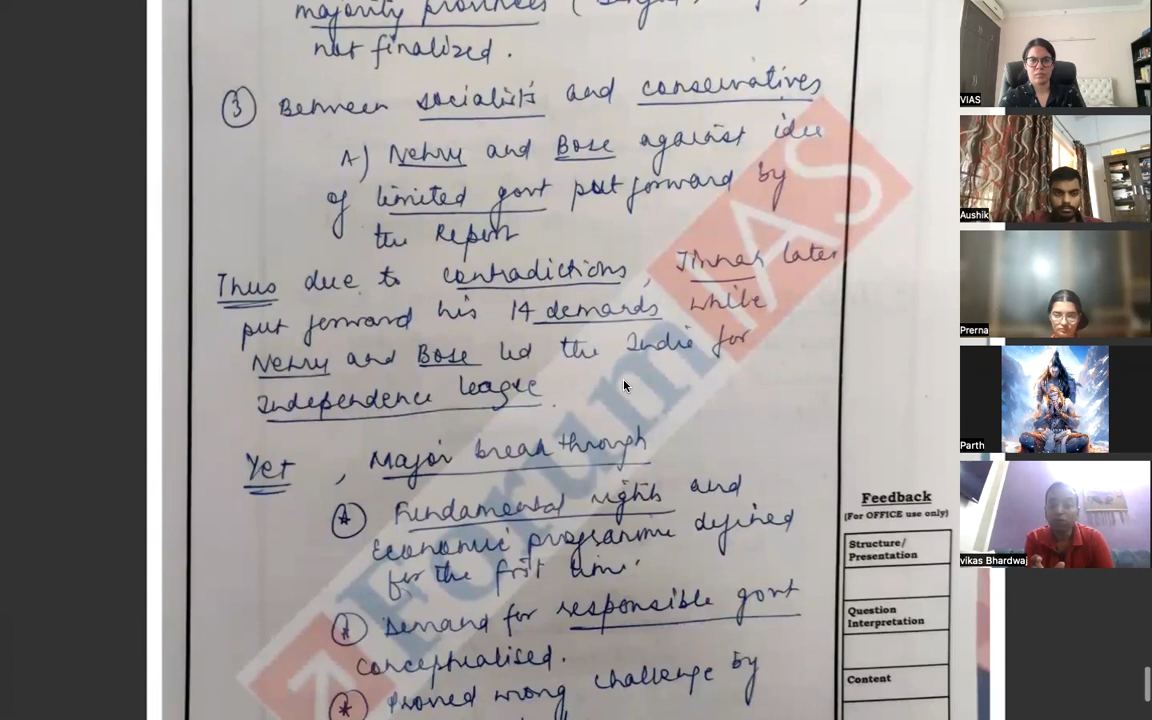 majority provinces (
not finalized.
③ Between socialists and conservatives
A) Nehru and Bose against idea
of limited govt put forward by
the Report
Thus due to contradictions, Jinnah later
put forward his 14 demands while
Nehru and Bose led the India for
Independence league.
Yet, Major breakthrough
* Fundamental rights and
Economic programme defined
for the first time.
* Demand for responsible govt
conceptualised.
* Proved wrong challenge by
Forum IAS
Feedback
(For OFFICE use only)
Structure/
Presentation
Question
Interpretation
Content
VIAS
Aushik
Prerna
Parth
vikas Bhardwaj